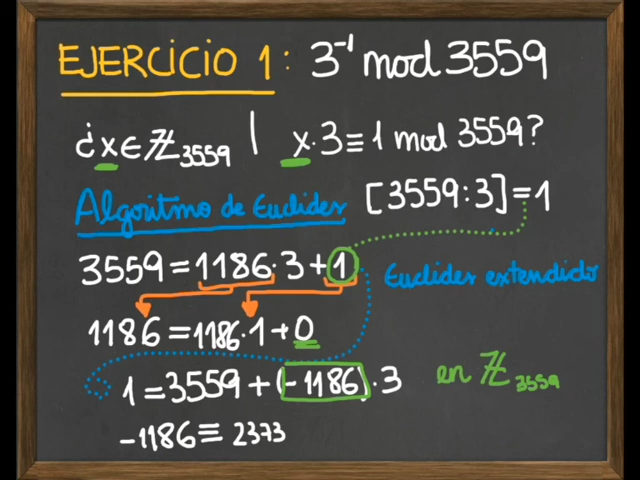 EJERCICIO 1: 3⁻¹ mod 3559
¿x∈ℤ₃₅₅₉ | x·3≡1 mod 3559?
Algoritmo de Euclides [3559:3]=1
3559=1186·3+1 Euclides extendido
1186=1186·1+0
1=3559+(-1186)·3 en ℤ₃₅₅₉
-1186≡2373